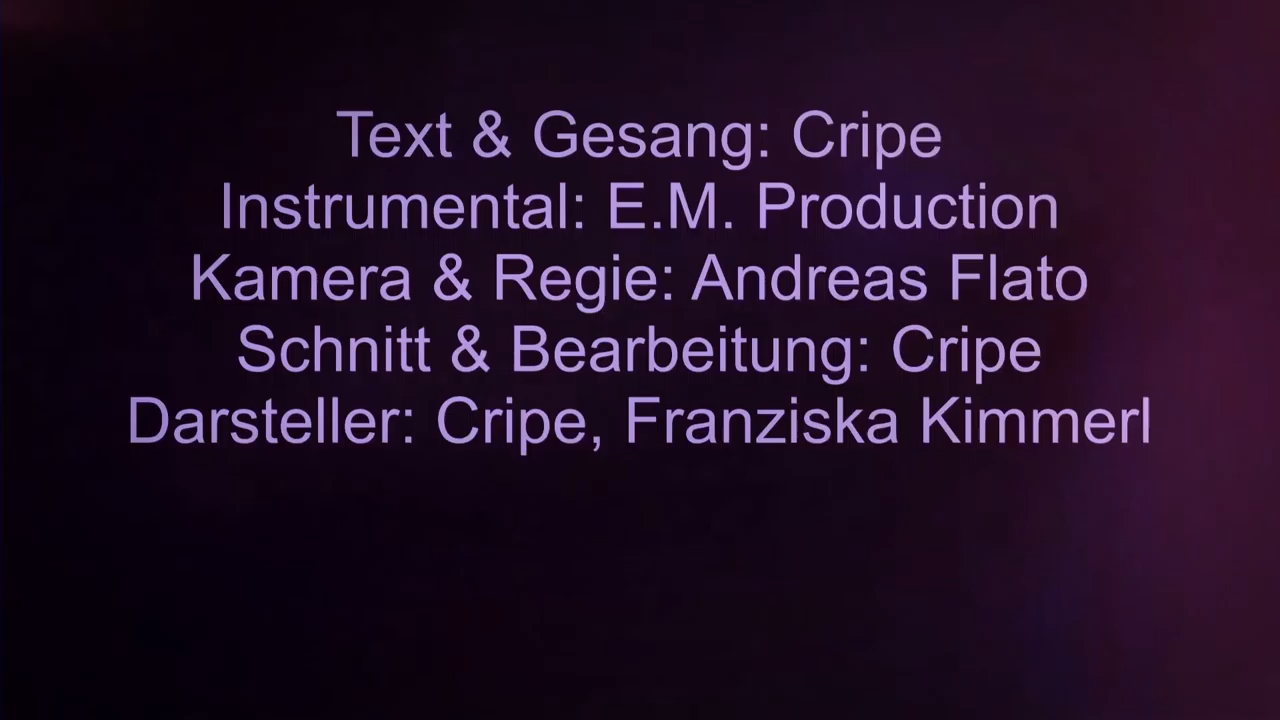 Text & Gesang: Cripe
Instrumental: E.M. Production
Kamera & Regie: Andreas Flato
Schnitt & Bearbeitung: Cripe
Darsteller: Cripe, Franziska Kimmerl